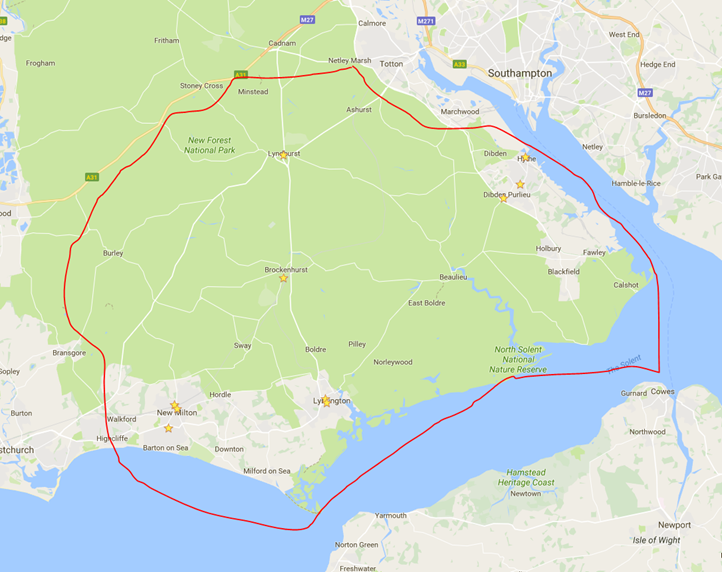 M27
Calmore
M271
Cadnam
Fritham
West End
Frogham
Netley Marsh
Totton
A33
Hedge End
A31
Southampton
Stoney Cross
Minstead
M27
Ashurst
Marchwood
Bursledon
New Forest
National Park
Netley
Lyndhurst
Dibden
Hythe
A31
Park Ga
Hamble-le-Rice
Dibden Purlieu
Burley
Holbury
Fawley
Blackfield
Brockenhurst
Beaulieu
Calshot
East Boldre
Sway
Boldre
Pilley
Bransgore
North Solent
National
Nature Reserve
Norleywood
The Solent
Sopley
Hordle
Gurnard
Cowes
Lymington
Burton
New Milton
Walkford
Northwood
Highcliffe
stchurch
Barton on Sea
Downton
Milford on Sea
Hamstead
Heritage Coast
Newtown
Yarmouth
Newport
Norton Green
Isle of Wight
Freshwater